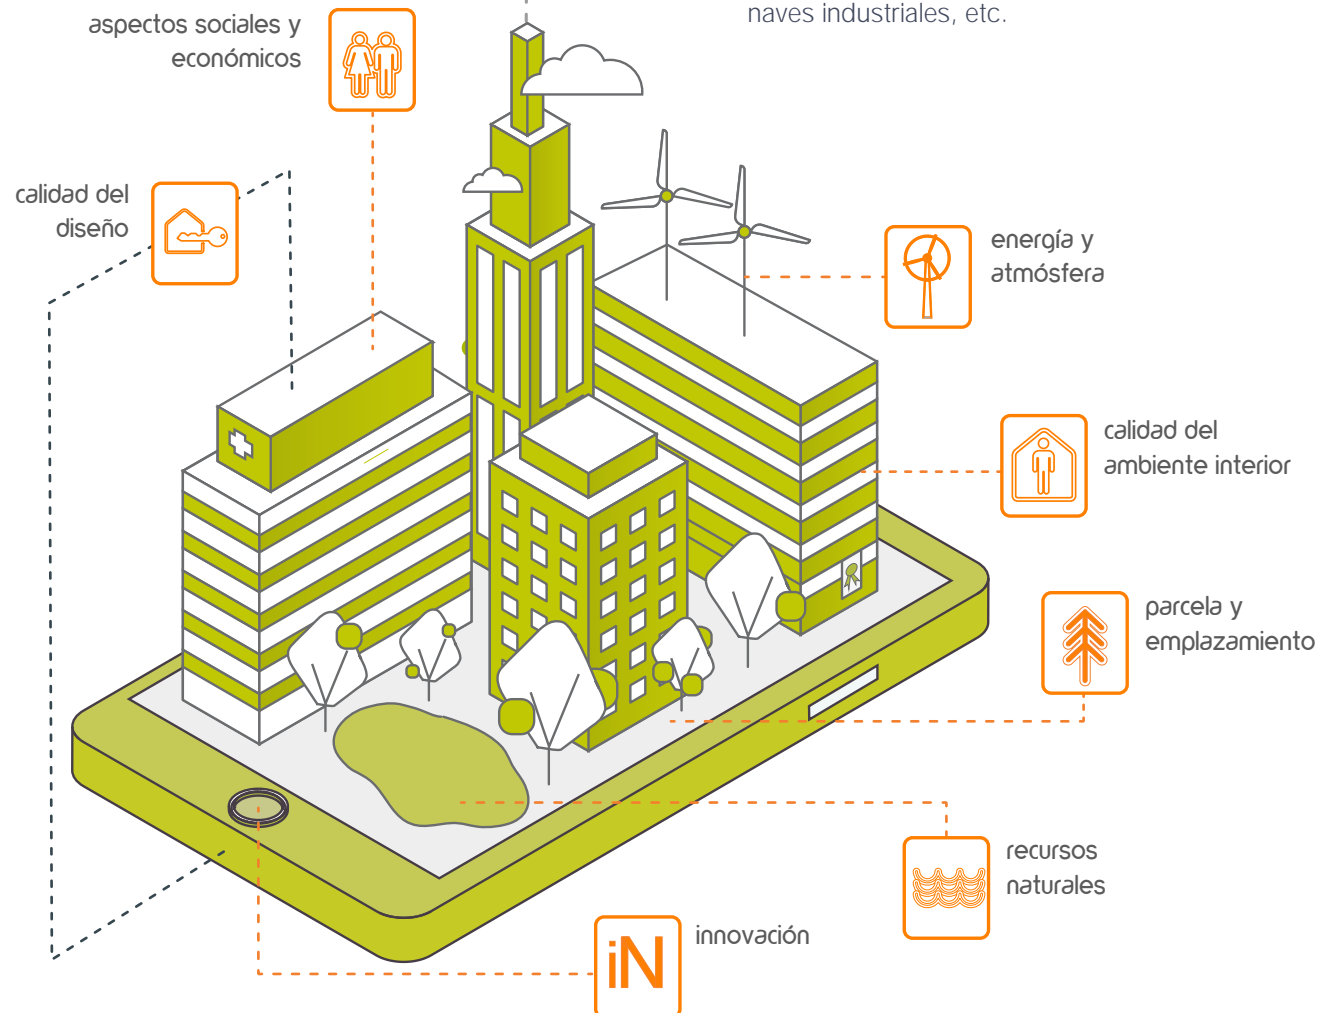 naves industriales, etc.
aspectos sociales y
económicos
calidad del
diseño
energía y
atmósfera
calidad del
ambiente interior
parcela y
emplazamiento
recursos
naturales
innovación
iN